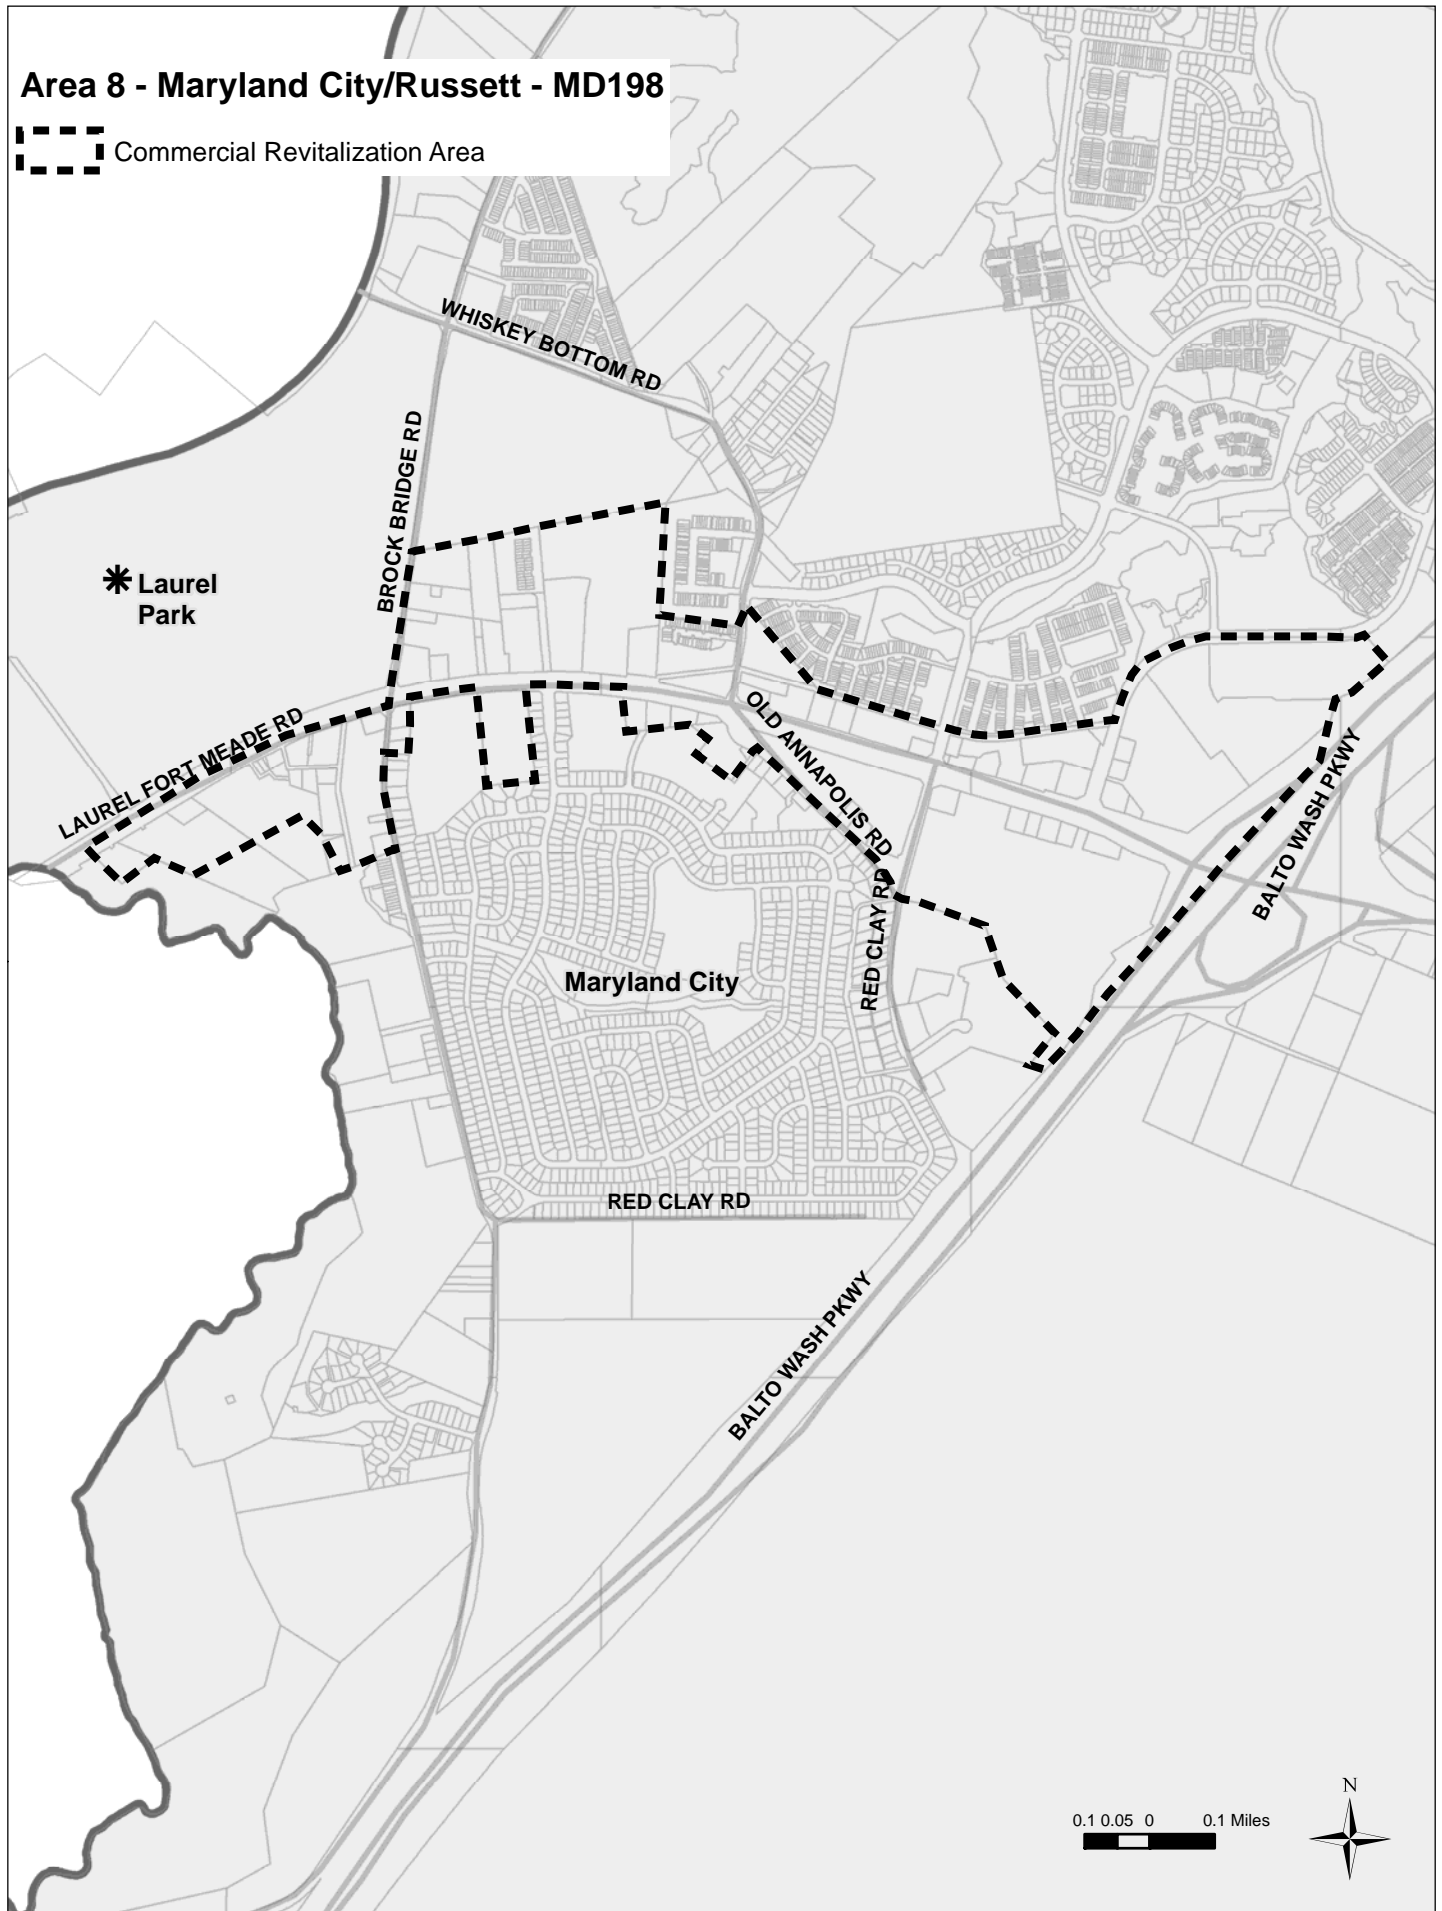 Area 8 - Maryland City/Russett - MD198
Commercial Revitalization Area
WHISKEY BOTTOM RD
BROCK BRIDGE RD
Laurel
Park
LAUREL FORT MEADE RD
OLD ANNAPOLIS RD
BALTO WASH PKWY
RED CLAY RD
Maryland City
RED CLAY RD
BALTO WASH PKWY
N
0.1 0.05 0 0.1 Miles